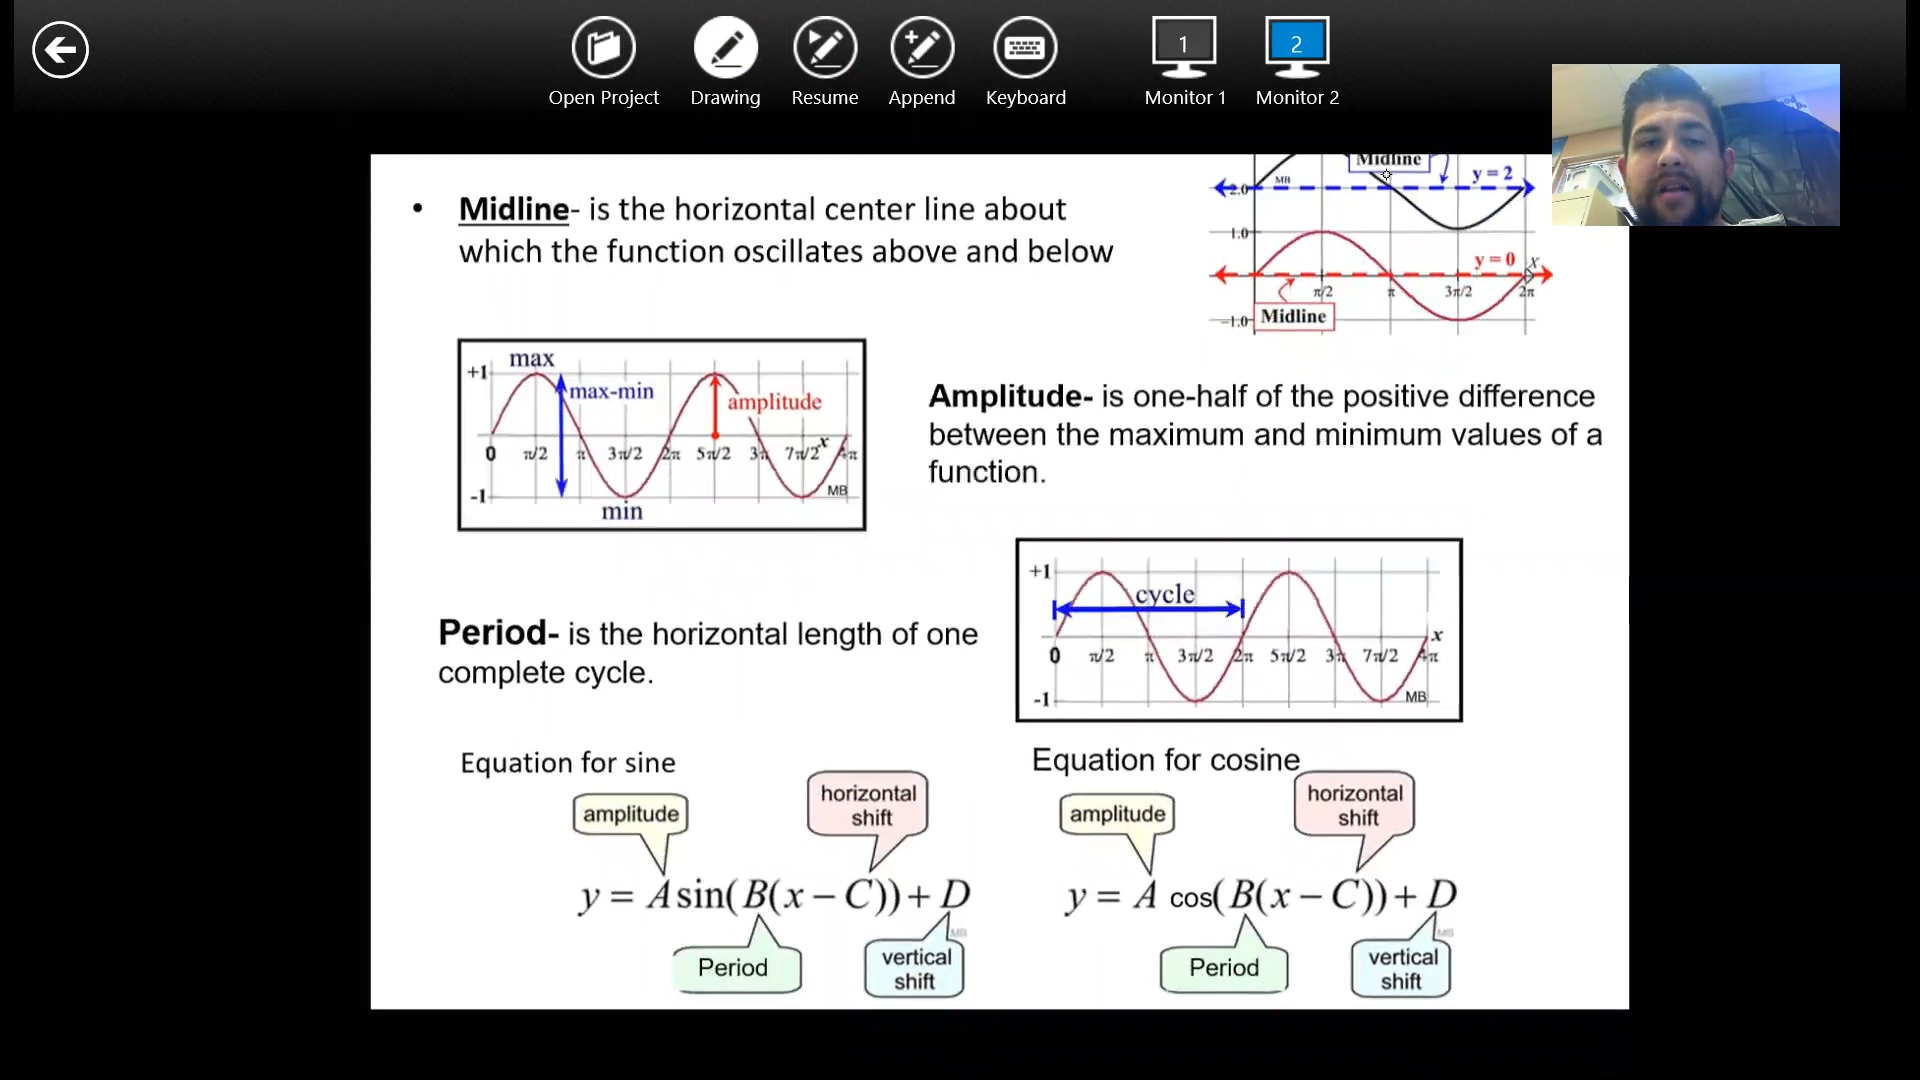 Open Project Drawing Resume Append Keyboard Monitor 1 Monitor 2
1 2
Midline
MB
y = 2
2.0
• Midline- is the horizontal center line about
which the function oscillates above and below
1.0
y = 0 x
π/2 π 3π/2 2π
-1.0 Midline
max
+1
max-min
amplitude
x
0 π/2 π 3π/2 2π 5π/2 3π 7π/2 4π
-1 MB
min
Amplitude- is one-half of the positive difference
between the maximum and minimum values of a
function.
+1
cycle
x
0 π/2 π 3π/2 2π 5π/2 3π 7π/2 4π
-1 MB
Period- is the horizontal length of one
complete cycle.
Equation for sine
amplitude
horizontal
shift
y = A sin( B(x – C)) + D
MB
Period
vertical
shift
Equation for cosine
amplitude
horizontal
shift
y = A cos( B(x – C)) + D
MB
Period
vertical
shift